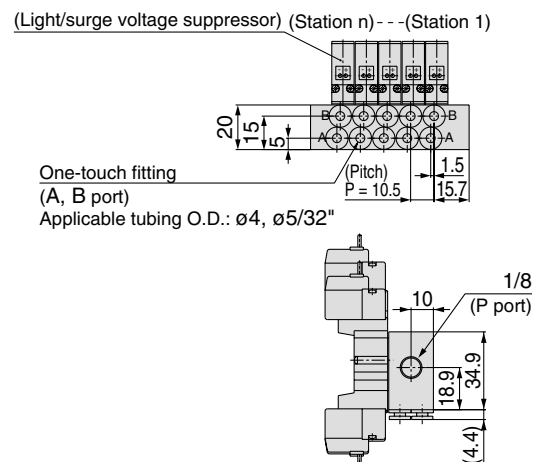 (Light/surge voltage suppressor) (Station n)---(Station 1)
B B
A A
20
15
5
One-touch fitting
(A, B port)
Applicable tubing O.D.: ø4, ø5/32"
(Pitch)
P = 10.5
1.5
15.7
10
1/8
(P port)
18.9
34.9
(4.4)